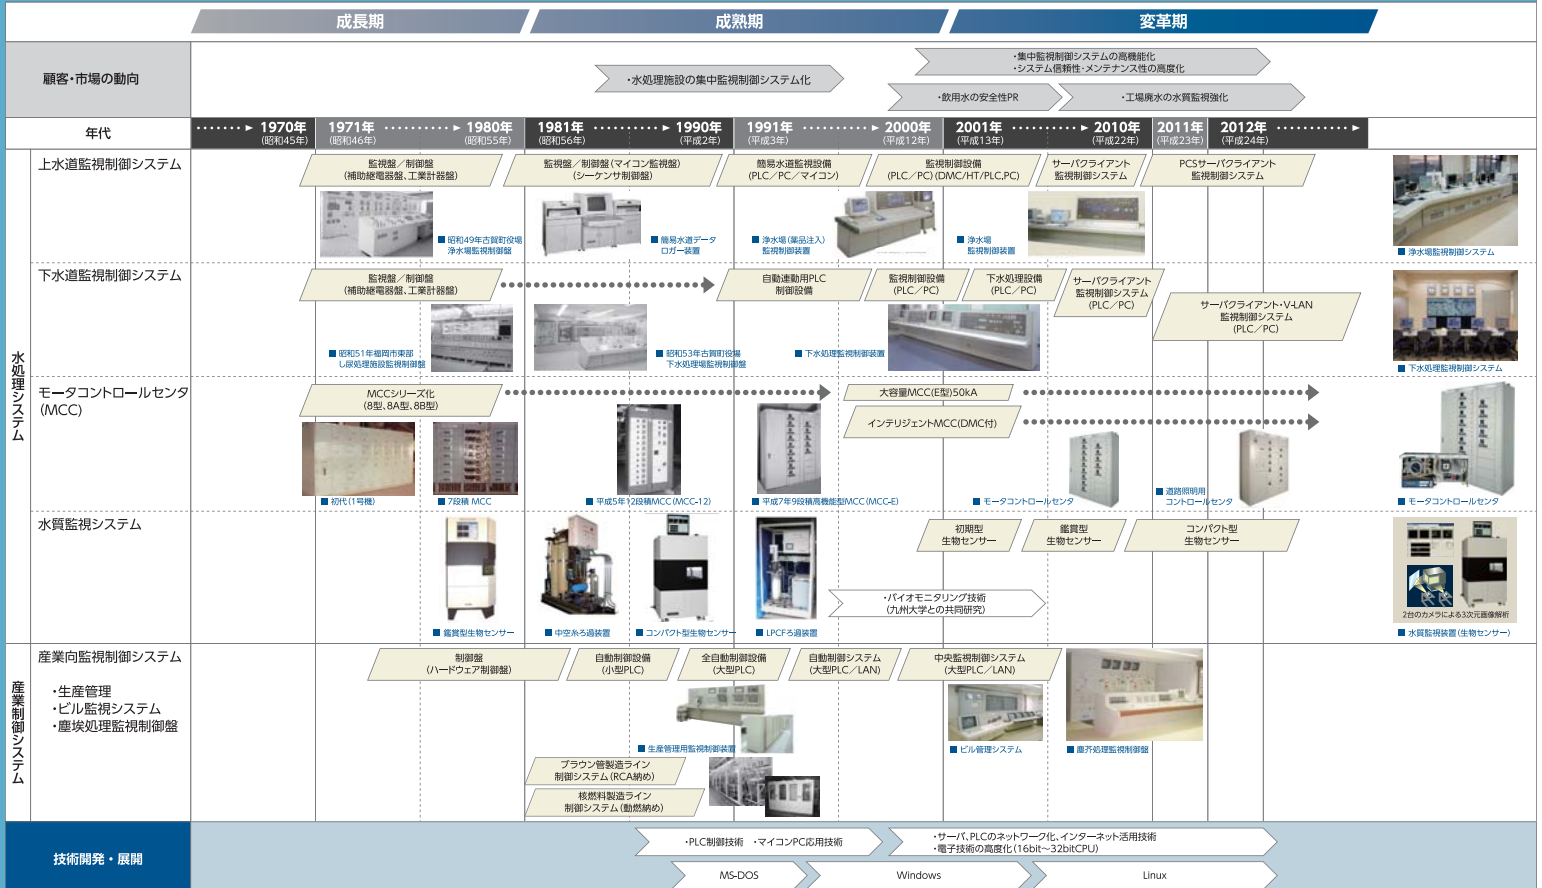 成長期
成熟期
変革期
顧客・市場の動向
・水処理施設の集中監視制御システム化
・集中監視制御システムの高機能化
・システム信頼性・メンテナンス性の高度化
・飲用水の安全性PR
・工場廃水の水質監視強化
年代
1970年
(昭和45年)
1971年
(昭和46年)
1980年
(昭和55年)
1981年
(昭和56年)
1990年
(平成2年)
1991年
(平成3年)
2000年
(平成12年)
2001年
(平成13年)
2010年
(平成22年)
2011年
(平成23年)
2012年
(平成24年)
水処理システム
上水道監視制御システム
監視盤／制御盤
(補助継電器盤、工業計器盤)
監視盤／制御盤(マイコン監視盤)
(シーケンサ制御盤)
簡易水道監視設備
(PLC／PC／マイコン)
監視制御設備
(PLC／PC)(DMC/HT/PLC,PC)
サーバクライアント
監視制御システム
PCSサーバクライアント
監視制御システム
■ 昭和49年古賀町役場
浄水場監視制御盤
■ 簡易水道データ
ロガー装置
■ 浄水場(薬品注入)
監視制御装置
■ 浄水場
監視制御装置
■ 浄水場監視制御システム
下水道監視制御システム
監視盤／制御盤
(補助継電器盤、工業計器盤)
自動連動用PLC
制御設備
監視制御設備
(PLC／PC)
下水処理設備
(PLC／PC)
サーバクライアント
監視制御システム
(PLC／PC)
サーバクライアント・V-LAN
監視制御システム
(PLC／PC)
■ 昭和51年福岡市東部
し尿処理施設監視制御盤
■ 昭和53年古賀町役場
下水処理場監視制御盤
■ 下水処理監視制御装置
■ 下水処理監視制御システム
モータコントロールセンタ
(MCC)
MCCシリーズ化
(8型、8A型、8B型)
大容量MCC(E型)50kA
インテリジェントMCC(DMC付)
■ 初代(1号機)
■ 7段積 MCC
■ 平成5年12段積MCC(MCC-12)
■ 平成7年9段積高機能型MCC(MCC-E)
■ モータコントロールセンタ
■ 道路照明用
コントロールセンタ
■ モータコントロールセンタ
水質監視システム
初期型
生物センサー
鑑賞型
生物センサー
コンパクト型
生物センサー
・バイオモニタリング技術
(九州大学との共同研究)
2台のカメラによる3次元画像解析
■ 鑑賞型生物センサー
■ 中空糸ろ過装置
■ コンパクト型生物センサー
■ LPCFろ過装置
■ 水質監視装置(生物センサー)
産業制御システム
産業向監視制御システム
・生産管理
・ビル監視システム
・塵埃処理監視制御盤
制御盤
(ハードウェア制御盤)
自動制御設備
(小型PLC)
全自動制御設備
(大型PLC)
自動制御システム
(大型PLC／LAN)
中央監視制御システム
(大型PLC／LAN)
■ 生産管理用監視制御装置
■ ビル管理システム
■ 塵芥処理監視制御盤
ブラウン管製造ライン
制御システム(RCA納め)
核燃料製造ライン
制御システム(動燃納め)
技術開発・展開
・PLC制御技術 ・マイコンPC応用技術
・サーバ、PLCのネットワーク化、インターネット活用技術
・電子技術の高度化(16bit〜32bitCPU)
MS-DOS
Windows
Linux